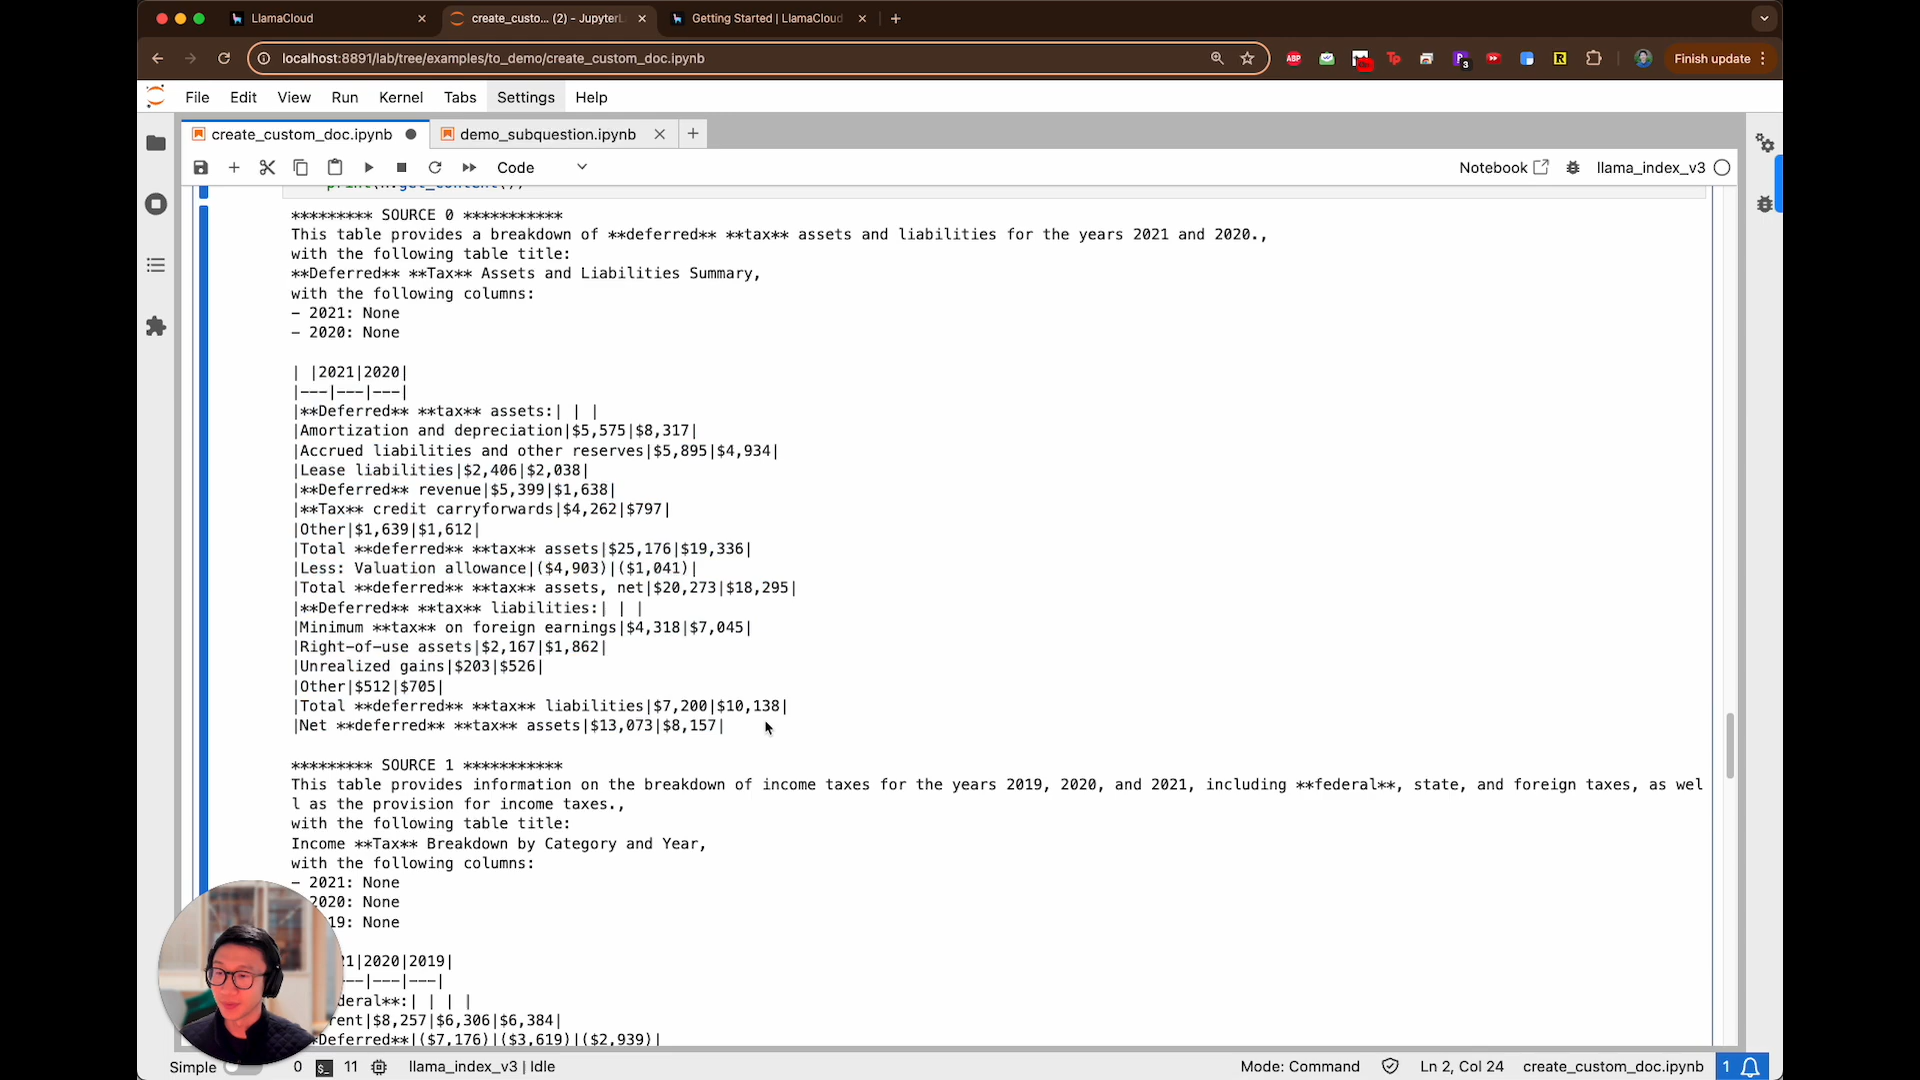 LlamaCloud
create_custo... (2) - JupyterL
Getting Started | LlamaCloud
localhost:8891/lab/tree/examples/to_demo/create_custom_doc.ipynb
ABP
3
Finish update
File Edit View Run Kernel Tabs Settings Help
create_custom_doc.ipynb
demo_subquestion.ipynb
Code
Notebook
llama_index_v3
********* SOURCE 0 ***********
This table provides a breakdown of **deferred** **tax** assets and liabilities for the years 2021 and 2020.,
with the following table title:
**Deferred** **Tax** Assets and Liabilities Summary,
with the following columns:
- 2021: None
- 2020: None
| |2021|2020|
|---|---|---|
|**Deferred** **tax** assets:| | |
|Amortization and depreciation|$5,575|$8,317|
|Accrued liabilities and other reserves|$5,895|$4,934|
|Lease liabilities|$2,406|$2,038|
|**Deferred** revenue|$5,399|$1,638|
|**Tax** credit carryforwards|$4,262|$797|
|Other|$1,639|$1,612|
|Total **deferred** **tax** assets|$25,176|$19,336|
|Less: Valuation allowance|($4,903)|($1,041)|
|Total **deferred** **tax** assets, net|$20,273|$18,295|
|**Deferred** **tax** liabilities:| | |
|Minimum **tax** on foreign earnings|$4,318|$7,045|
|Right-of-use assets|$2,167|$1,862|
|Unrealized gains|$203|$526|
|Other|$512|$705|
|Total **deferred** **tax** liabilities|$7,200|$10,138|
|Net **deferred** **tax** assets|$13,073|$8,157|
********* SOURCE 1 ***********
This table provides information on the breakdown of income taxes for the years 2019, 2020, and 2021, including **federal**, state, and foreign taxes, as wel
l as the provision for income taxes.,
with the following table title:
Income **Tax** Breakdown by Category and Year,
with the following columns:
- 2021: None
2020: None
19: None
21|2020|2019|
---|---|---|
deral**:| | | |
rent|$8,257|$6,306|$6,384|
Deferred**|($7,176)|($3,619)|($2,939)|
Simple
0
11
llama_index_v3 | Idle
Mode: Command
Ln 2, Col 24
create_custom_doc.ipynb
1